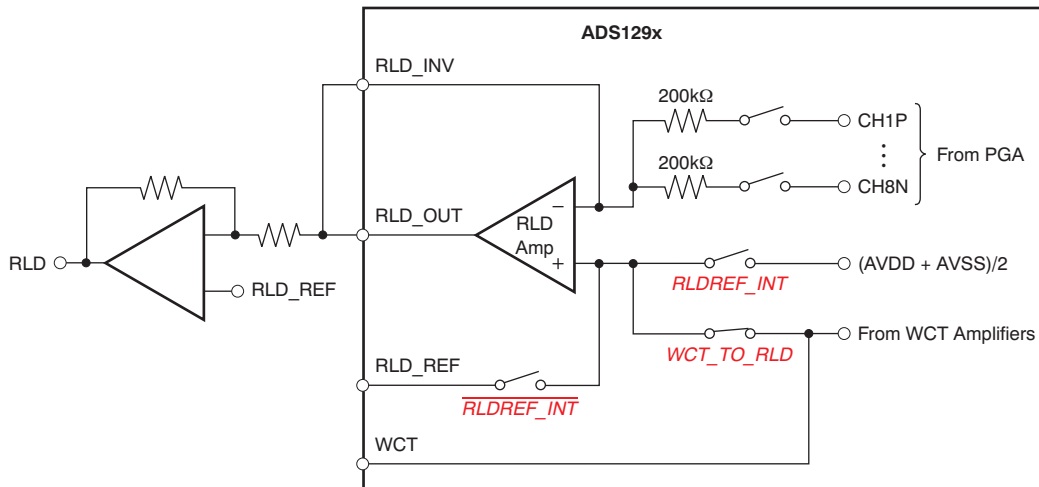 ADS129x
RLD_INV
200kΩ
CH1P
⋮
From PGA
200kΩ
CH8N
RLD_OUT
−
RLD
Amp
+
RLD
RLD_REF
(AVDD + AVSS)/2
RLDREF_INT
From WCT Amplifiers
WCT_TO_RLD
RLD_REF
RLDREF_INT
WCT